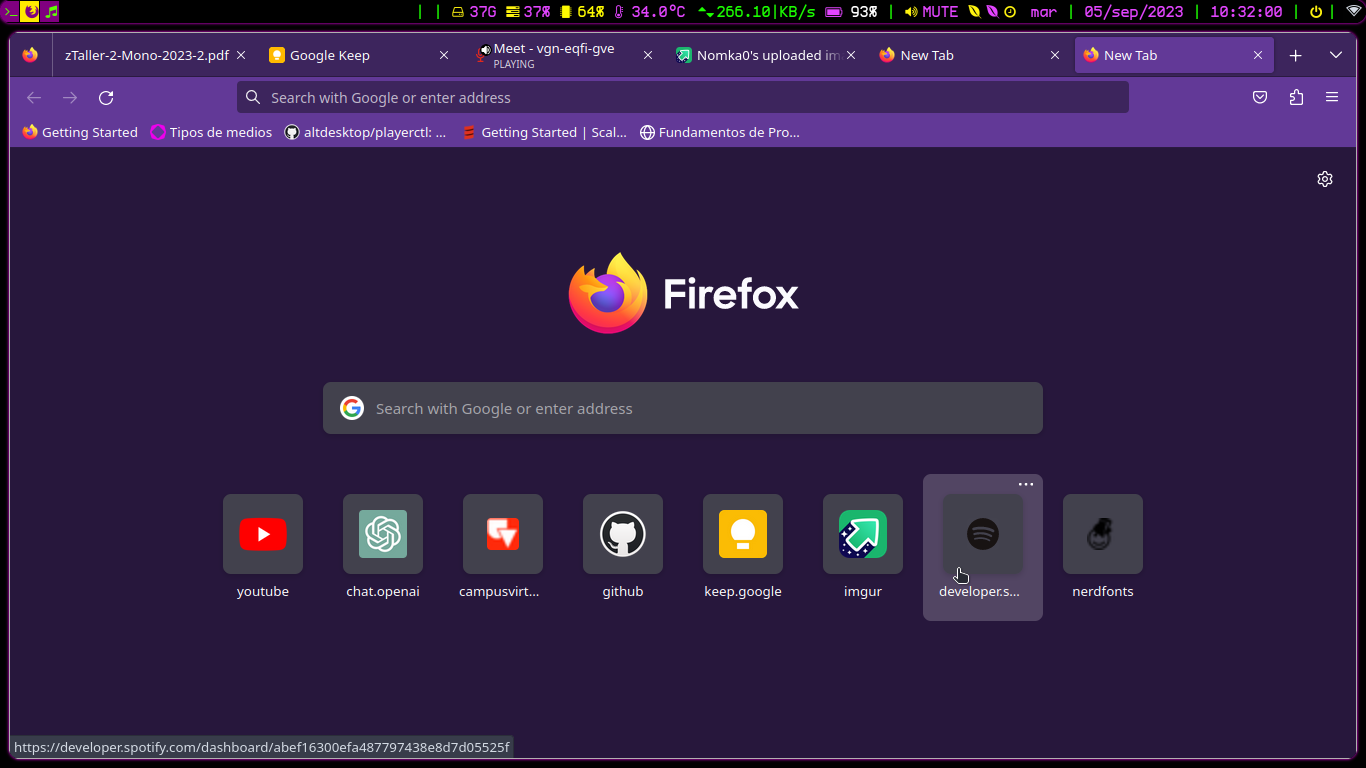 | | 37G 37% 64% 34.0°C 266.10|KB/s 93% | MUTE mar | 05/sep/2023 | 10:32:00 | |
zTaller-2-Mono-2023-2.pdf Google Keep Meet - vgn-eqfi-gve Nomka0's uploaded im New Tab New Tab
PLAYING
Search with Google or enter address
Getting Started Tipos de medios altdesktop/playerctl: ... Getting Started | Scal... Fundamentos de Pro...
Firefox
Search with Google or enter address
youtube chat.openai campusvirt... github keep.google imgur developer.s... nerdfonts
https://developer.spotify.com/dashboard/abef16300efa487797438e8d7d05525f